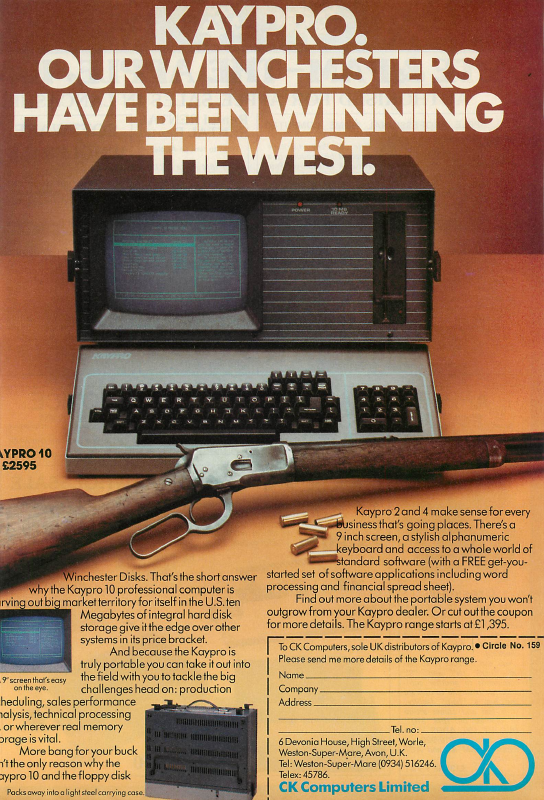 KAYPRO.
OUR WINCHESTERS
HAVE BEEN WINNING
THE WEST.
POWER
KAYPRO
AYPRO 10
£2595
Winchester Disks. That's the short answer
why the Kaypro 10 professional computer is
rving out big market territory for itself in the U.S. ten
Megabytes of integral hard disk
storage give it the edge over other
systems in its price bracket.
And because the Kaypro is
truly portable you can take it out into
the field with you to tackle the big
challenges head on: production
heduling, sales performance
nalysis, technical processing
or wherever real memory
orage is vital.
More bang for your buck
n't the only reason why the
aypro 10 and the floppy disk
9" screen that's easy
on the eye.
Packs away into a light steel carrying case.
Kaypro 2 and 4 make sense for every
business that's going places. There's a
9 inch screen, a stylish alphanumeric
keyboard and access to a whole world of
standard software (with a FREE get-you-
started set of software applications including word
processing and financial spread sheet).
Find out more about the portable system you won't
outgrow from your Kaypro dealer. Or cut out the coupon
for more details. The Kaypro range starts at £1,395.
To CK Computers, sole UK distributors of Kaypro. ● Circle No. 159
Please send me more details of the Kaypro range.
Name
Company
Address
Tel. no:
6 Devonia House, High Street, Worle,
Weston-Super-Mare, Avon, U.K.
Tel: Weston-Super-Mare (0934) 516246.
Telex: 45786.
CK Computers Limited